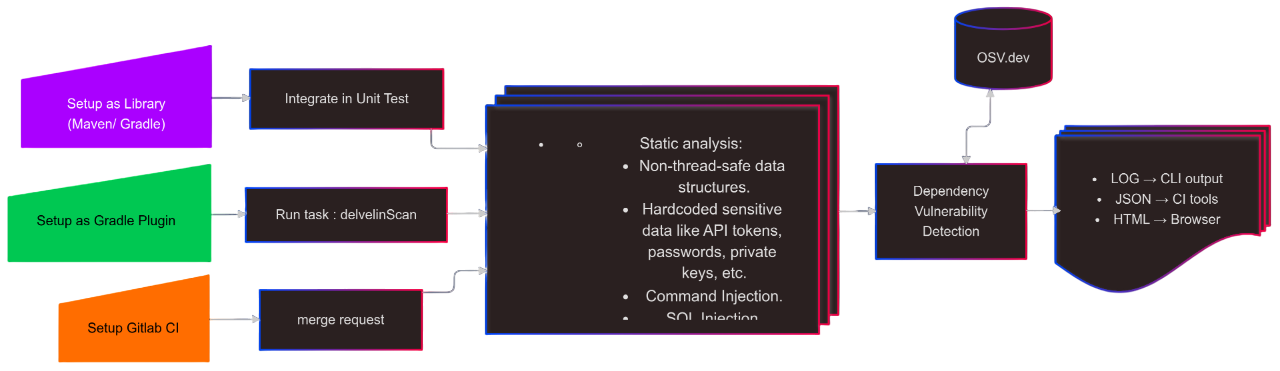 Setup as Library
(Maven/ Gradle)
Integrate in Unit Test
Setup as Gradle Plugin
Run task : delvelinScan
Setup Gitlab CI
merge request
Static analysis:
Non-thread-safe data
structures.
Hardcoded sensitive
data like API tokens,
passwords, private
keys, etc.
Command Injection.
SQL Injection
Dependency
Vulnerability
Detection
OSV.dev
LOG → CLI output
JSON → CI tools
HTML → Browser